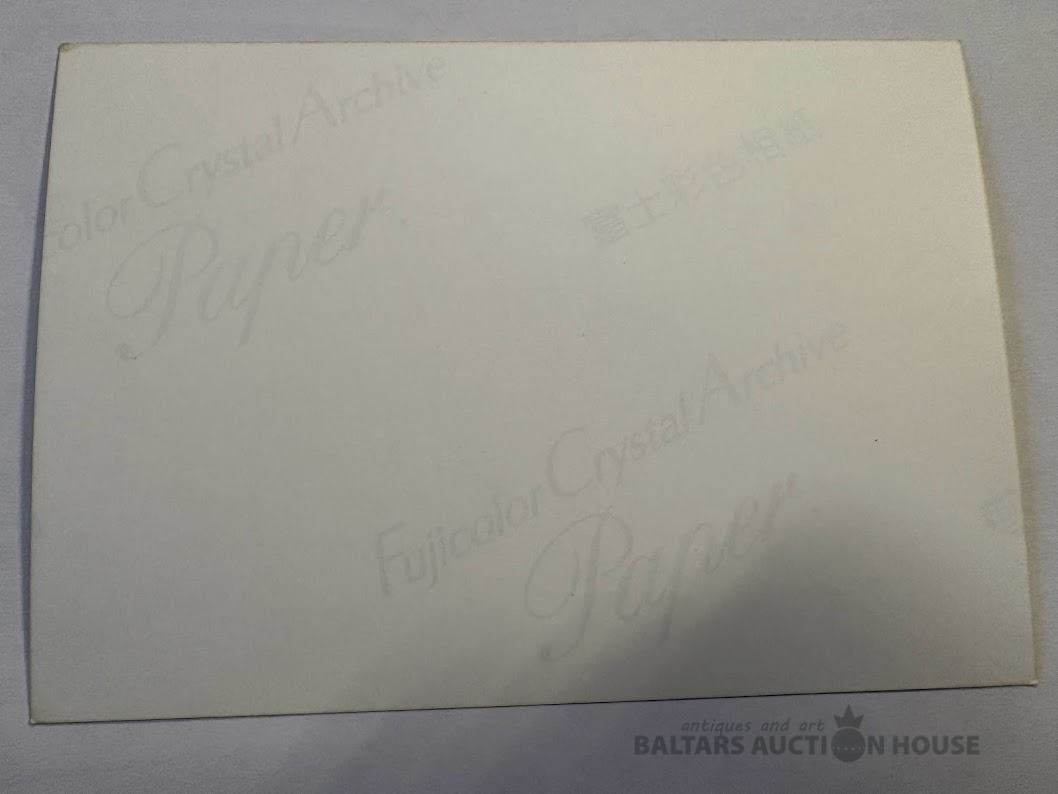 color Crystal Archive
Paper
富士彩色相紙
Fujicolor Crystal Archive
Paper
antiques and art
BALTARS AUCTION HOUSE